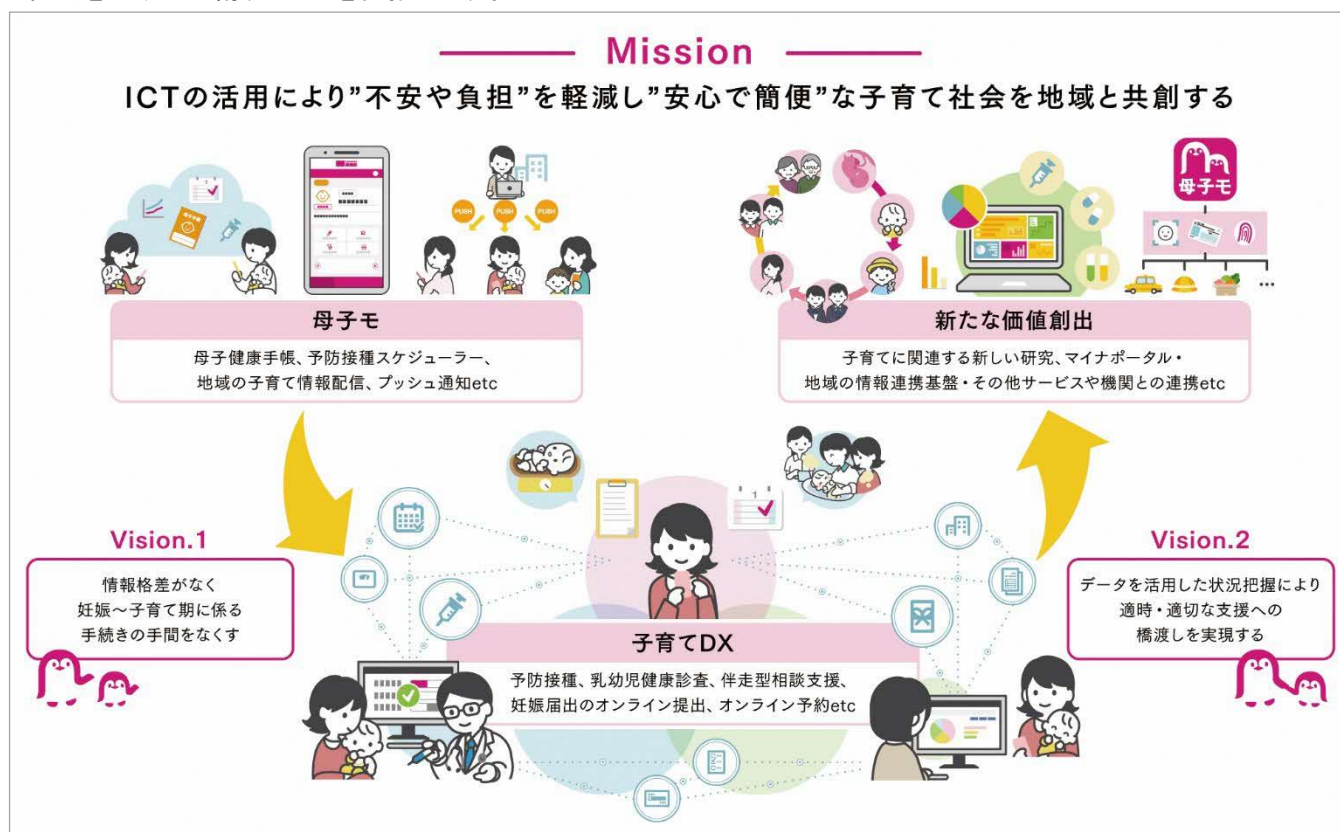 Mission
ICTの活用により”不安や負担”を軽減し”安心で簡便”な子育て社会を地域と共創する
PUSH
PUSH
PUSH
母子モ
母子モ
母子健康手帳、予防接種スケジューラー、
地域の子育て情報配信、プッシュ通知etc
新たな価値創出
子育てに関連する新しい研究、マイナポータル・
地域の情報連携基盤・その他サービスや機関との連携etc
…
Vision.1
情報格差がなく
妊娠～子育て期に係る
手続きの手間をなくす
1
子育てDX
予防接種、乳幼児健康診査、伴走型相談支援、
妊娠届出のオンライン提出、オンライン予約etc
Vision.2
データを活用した状況把握により
適時・適切な支援への
橋渡しを実現する